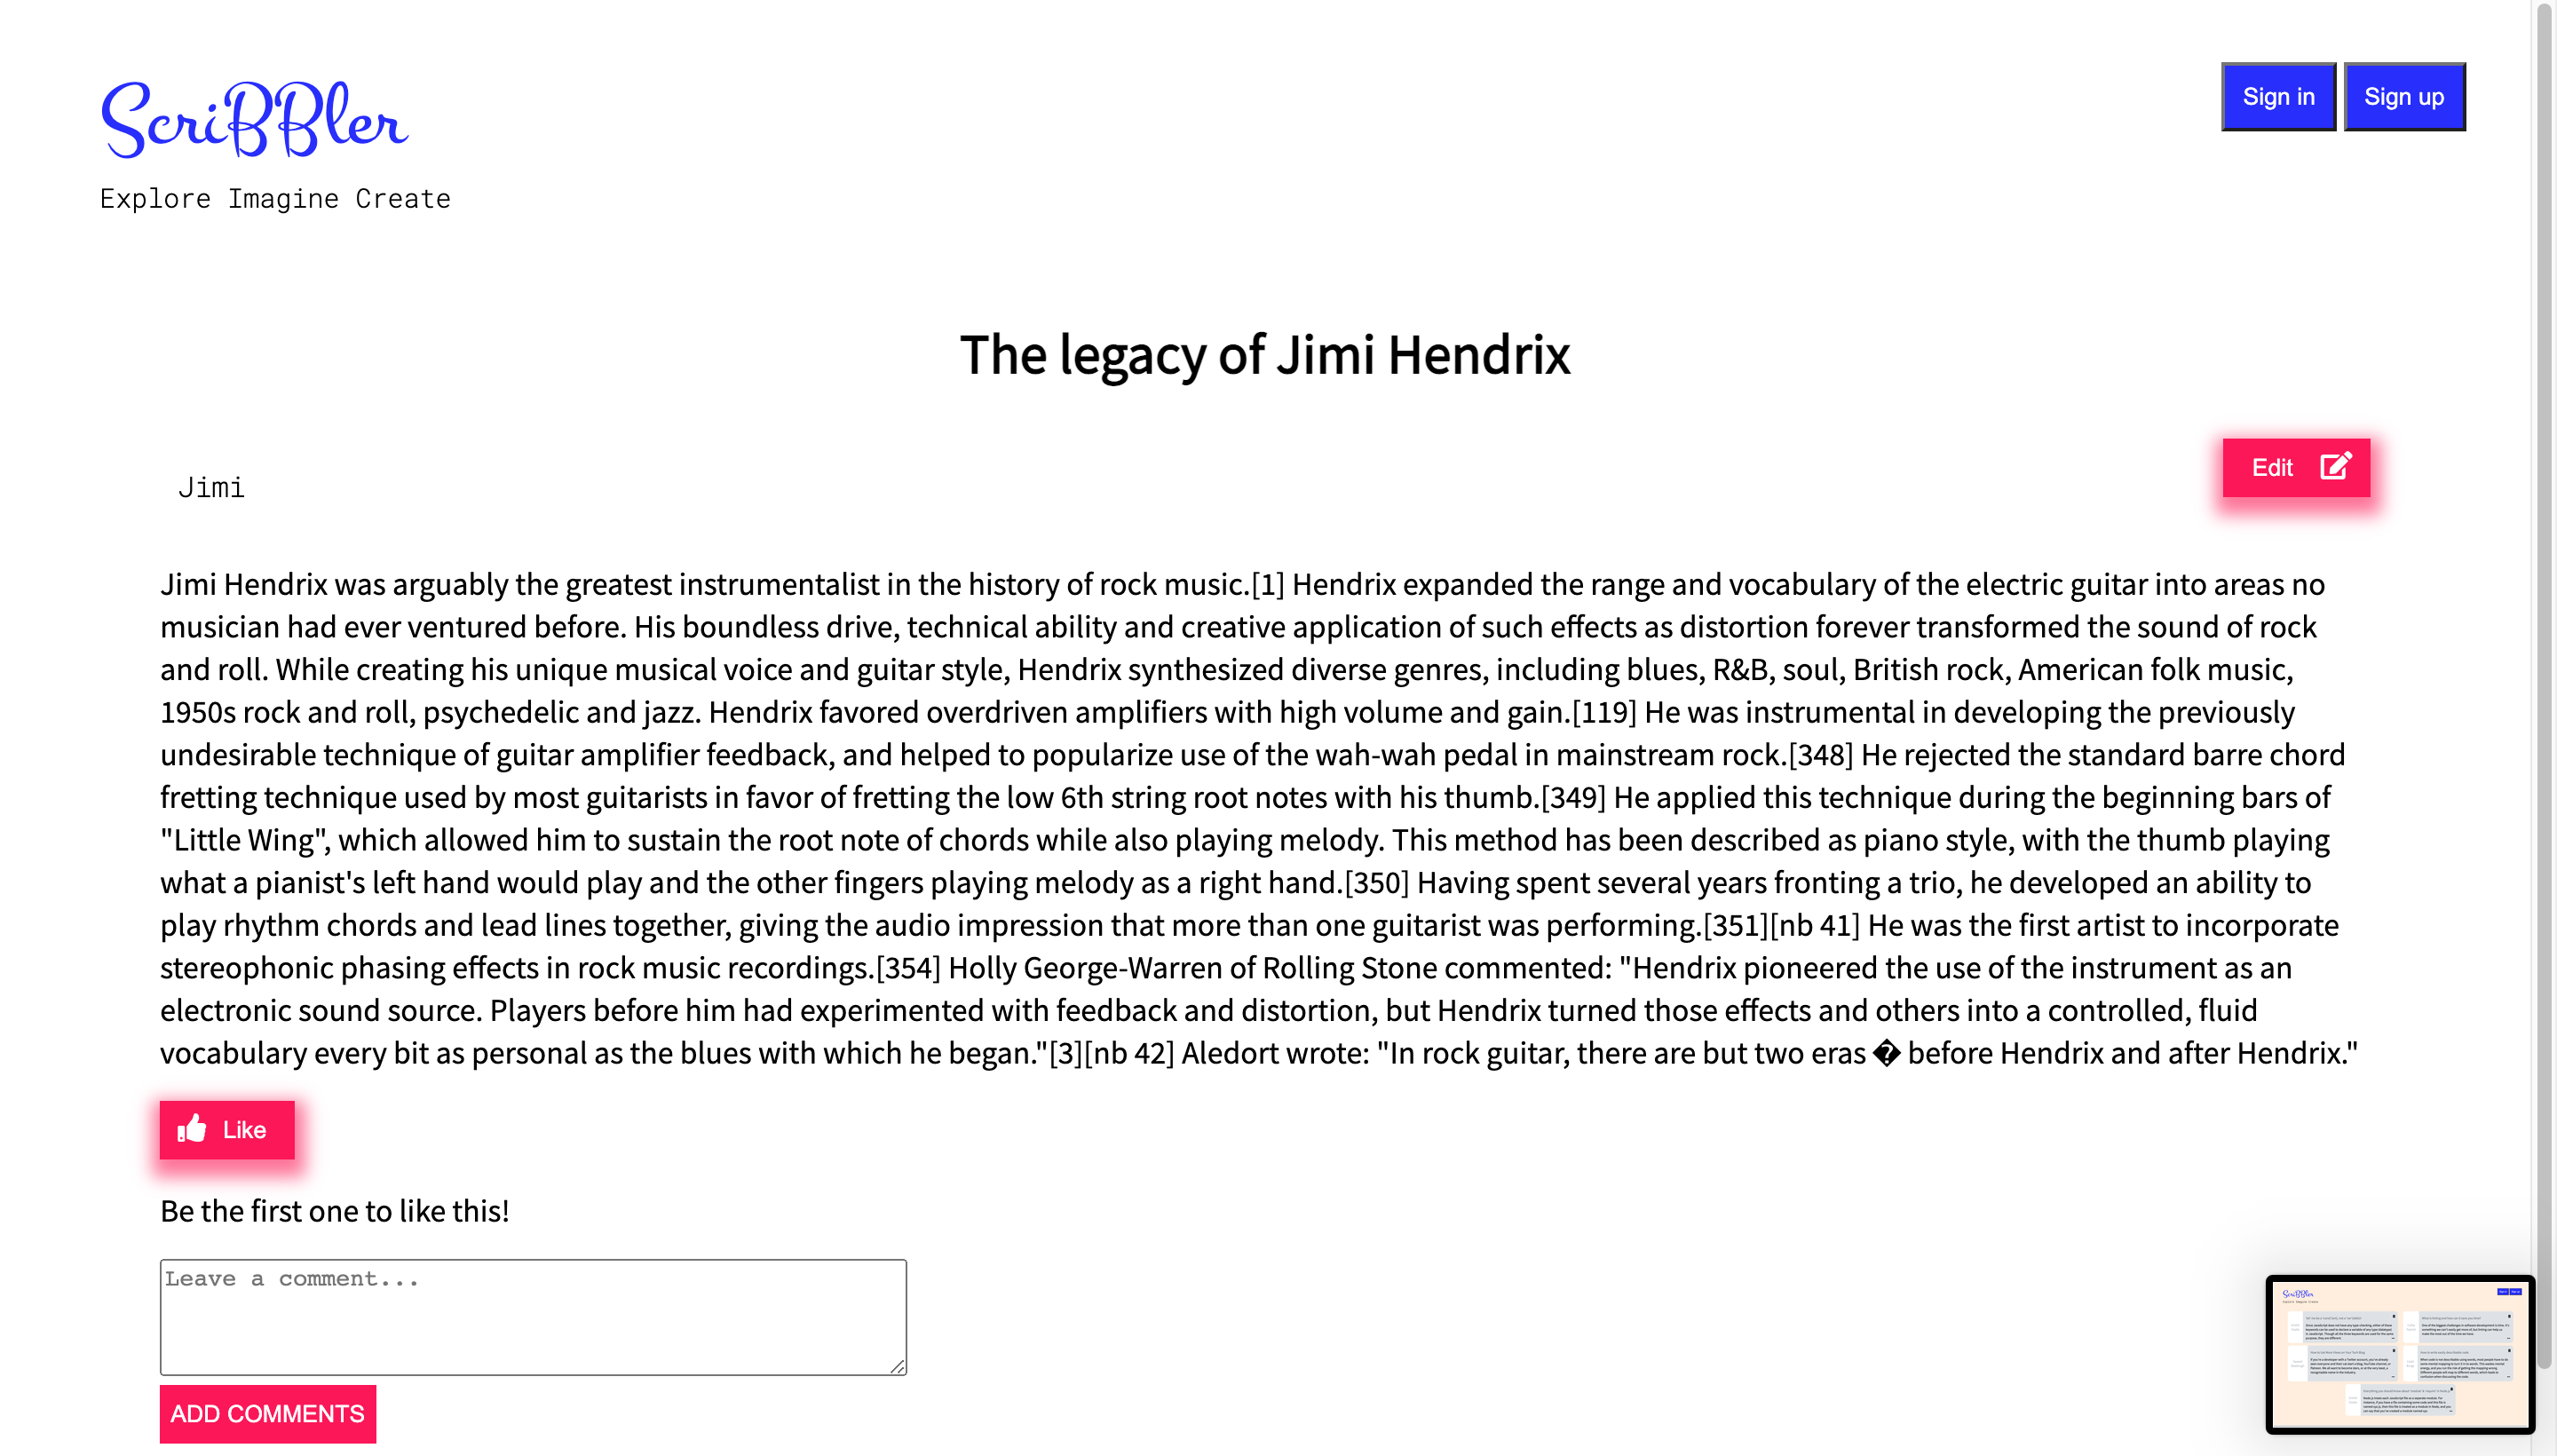 ScriBBler
Sign in
Sign up
Explore Imagine Create
The legacy of Jimi Hendrix
Jimi
Edit
Jimi Hendrix was arguably the greatest instrumentalist in the history of rock music.[1] Hendrix expanded the range and vocabulary of the electric guitar into areas no
musician had ever ventured before. His boundless drive, technical ability and creative application of such effects as distortion forever transformed the sound of rock
and roll. While creating his unique musical voice and guitar style, Hendrix synthesized diverse genres, including blues, R&B, soul, British rock, American folk music,
1950s rock and roll, psychedelic and jazz. Hendrix favored overdriven amplifiers with high volume and gain.[119] He was instrumental in developing the previously
undesirable technique of guitar amplifier feedback, and helped to popularize use of the wah-wah pedal in mainstream rock.[348] He rejected the standard barre chord
fretting technique used by most guitarists in favor of fretting the low 6th string root notes with his thumb.[349] He applied this technique during the beginning bars of
"Little Wing", which allowed him to sustain the root note of chords while also playing melody. This method has been described as piano style, with the thumb playing
what a pianist's left hand would play and the other fingers playing melody as a right hand.[350] Having spent several years fronting a trio, he developed an ability to
play rhythm chords and lead lines together, giving the audio impression that more than one guitarist was performing.[351][nb 41] He was the first artist to incorporate
stereophonic phasing effects in rock music recordings.[354] Holly George-Warren of Rolling Stone commented: "Hendrix pioneered the use of the instrument as an
electronic sound source. Players before him had experimented with feedback and distortion, but Hendrix turned those effects and others into a controlled, fluid
vocabulary every bit as personal as the blues with which he began."[3][nb 42] Aledort wrote: "In rock guitar, there are but two eras � before Hendrix and after Hendrix."
Like
Be the first one to like this!
Leave a comment...
ADD COMMENTS
ScriBBler